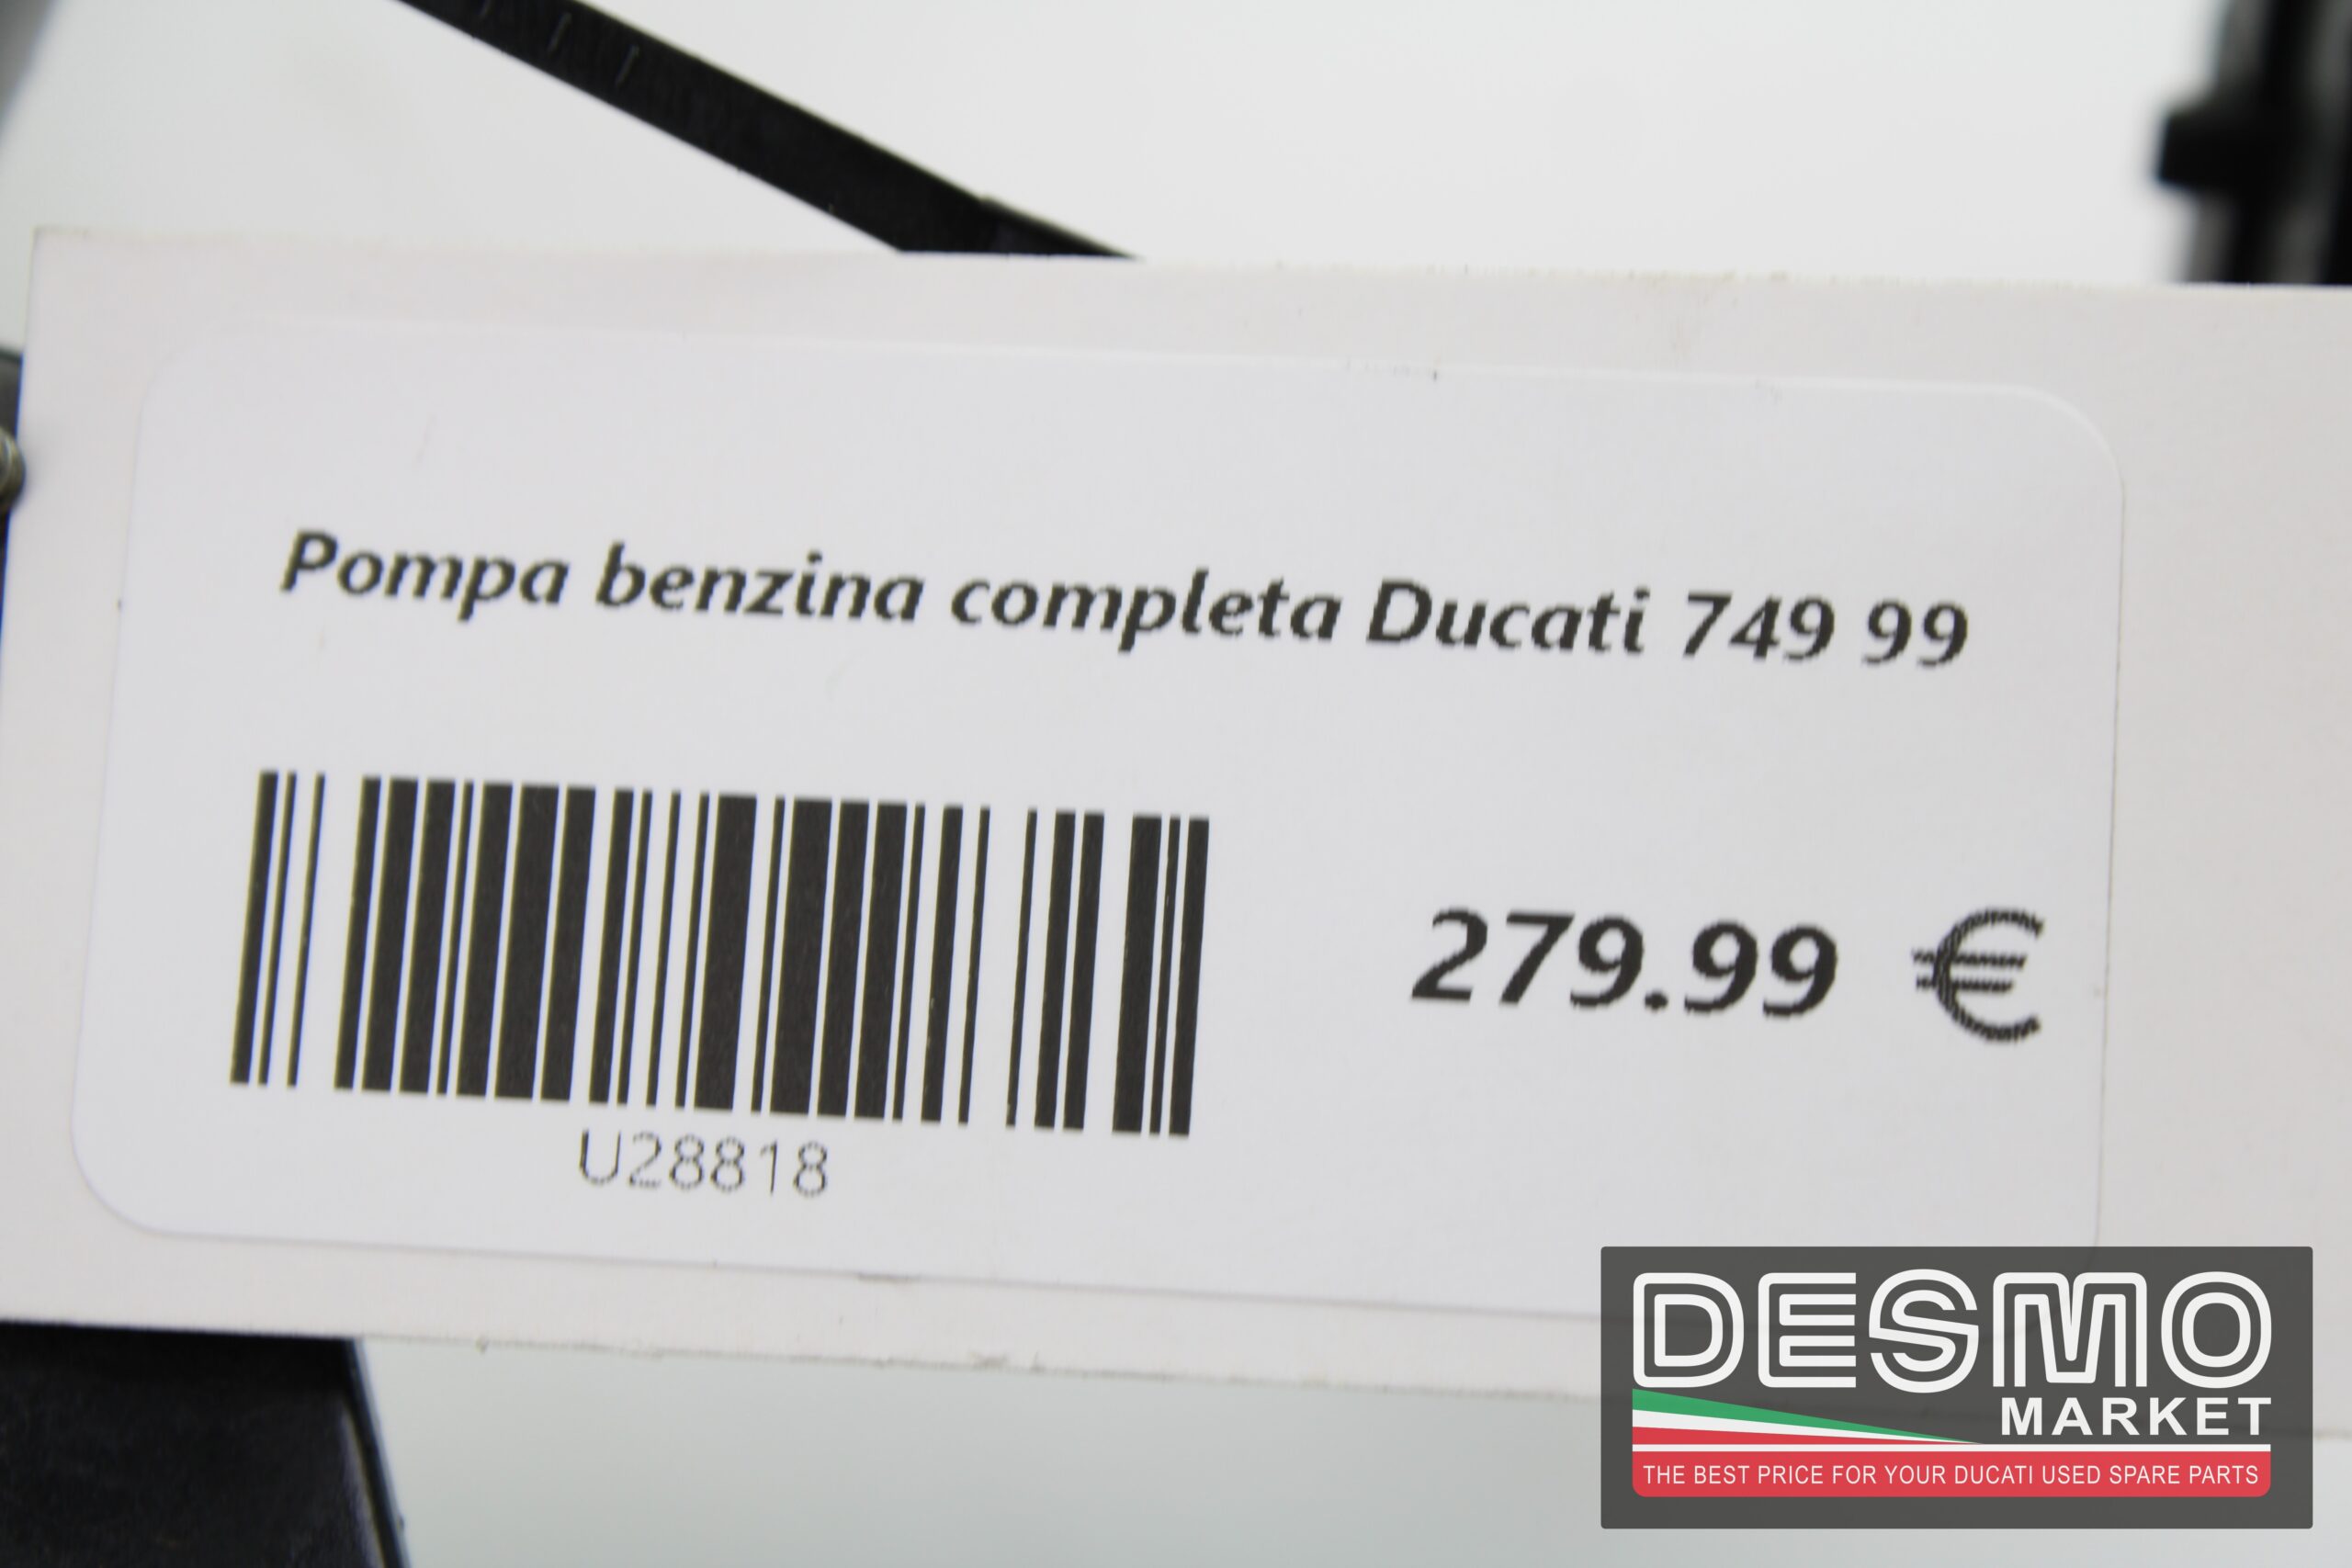 Pompa benzina completa Ducati 749 99
279.99 €
U28818
DESMO
MARKET
THE BEST PRICE FOR YOUR DUCATI USED SPARE PARTS